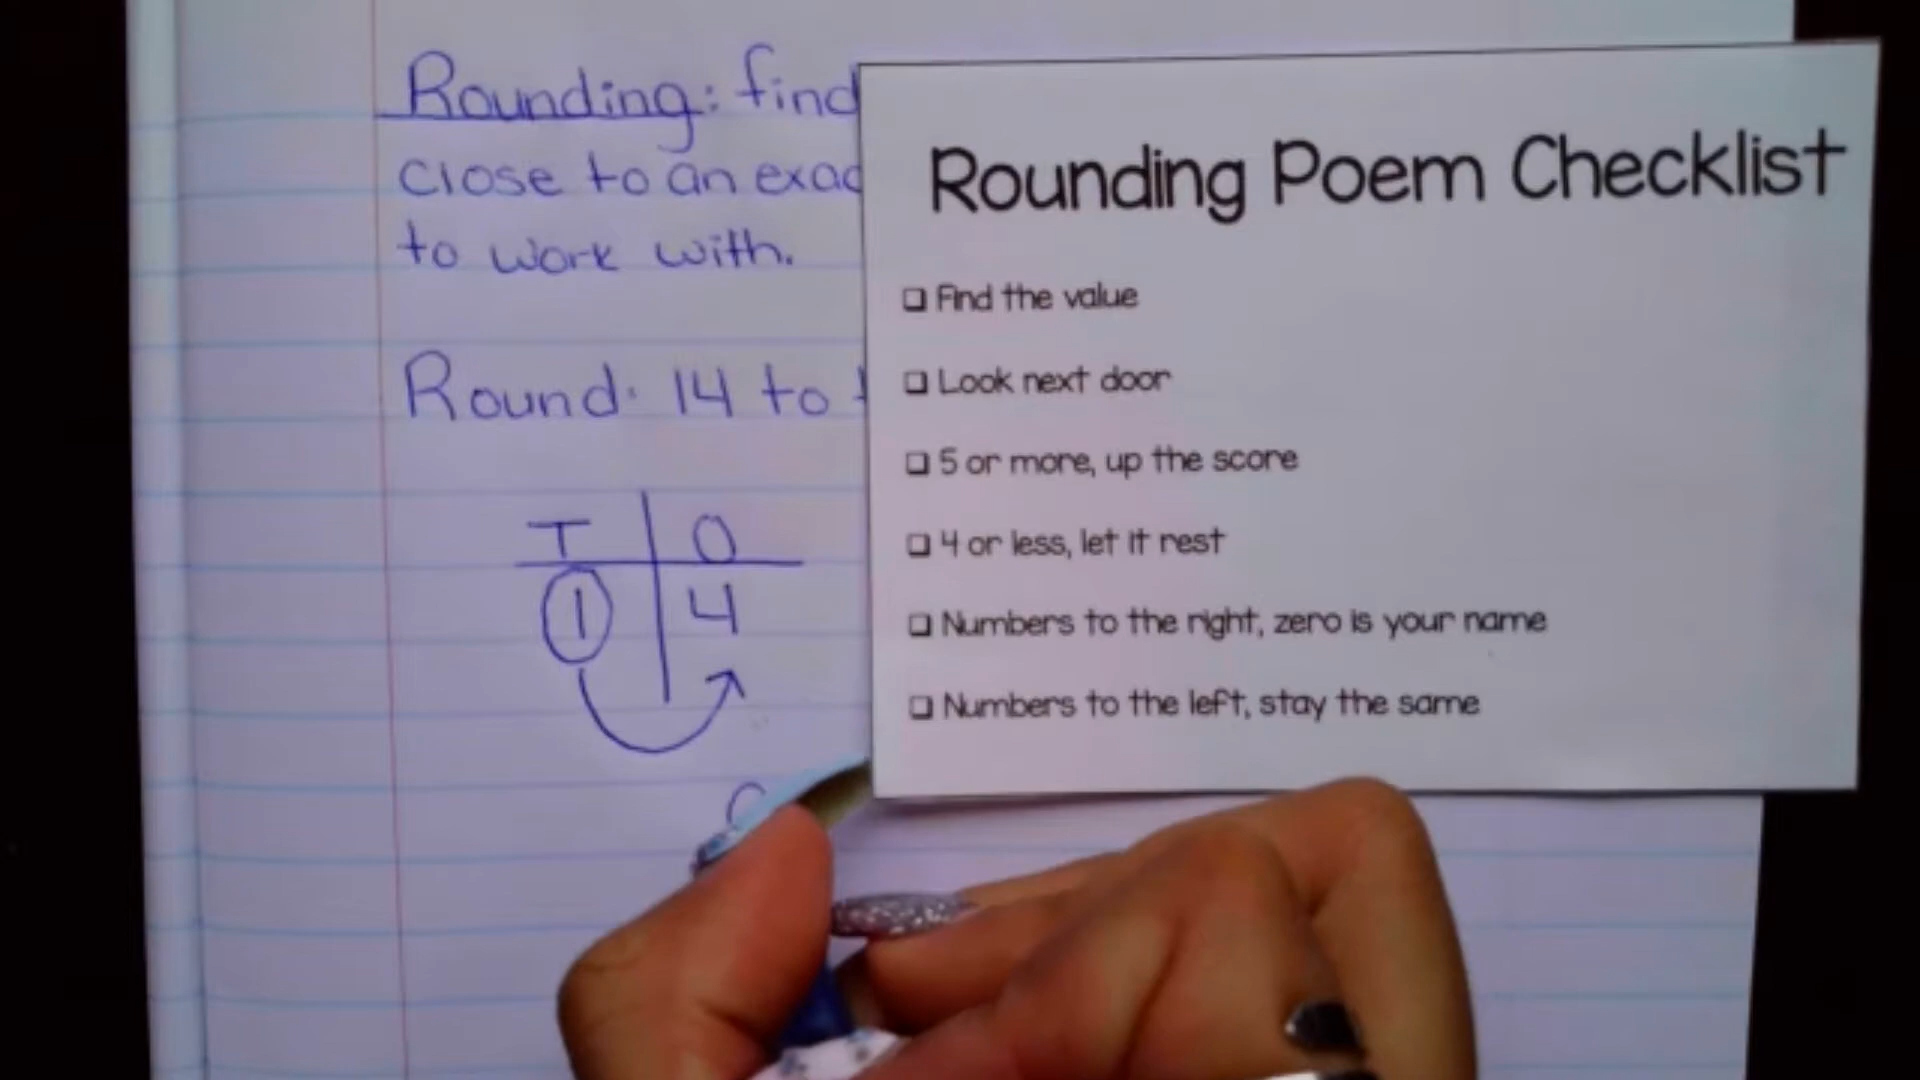 Rounding: find
close to an exac
to work with.
Round: 14 to
T O
1 4
Rounding Poem Checklist
Find the value
Look next door
5 or more, up the score
4 or less, let it rest
Numbers to the right, zero is your name
Numbers to the left, stay the same